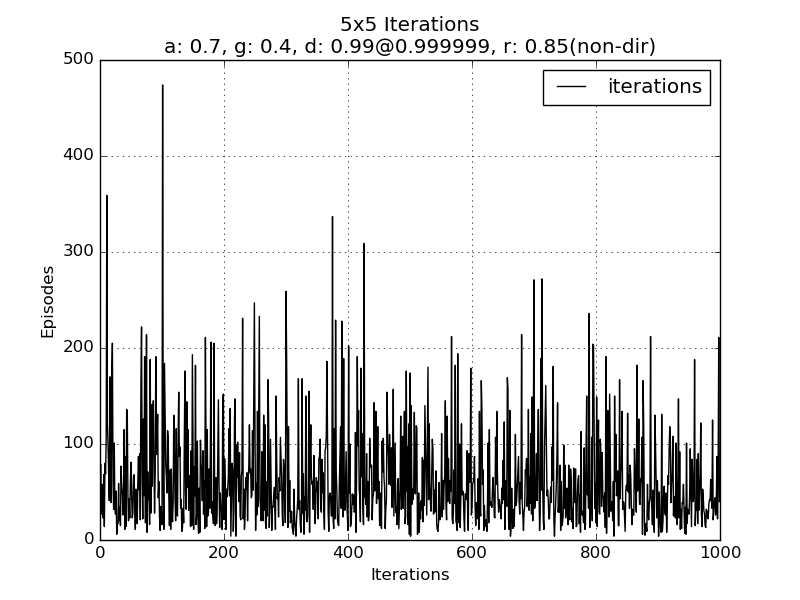 5x5 Iterations
a: 0.7, g: 0.4, d: 0.99@0.999999, r: 0.85(non-dir)
iterations
500
400
300
200
100
0
Episodes
0 200 400 600 800 1000
Iterations